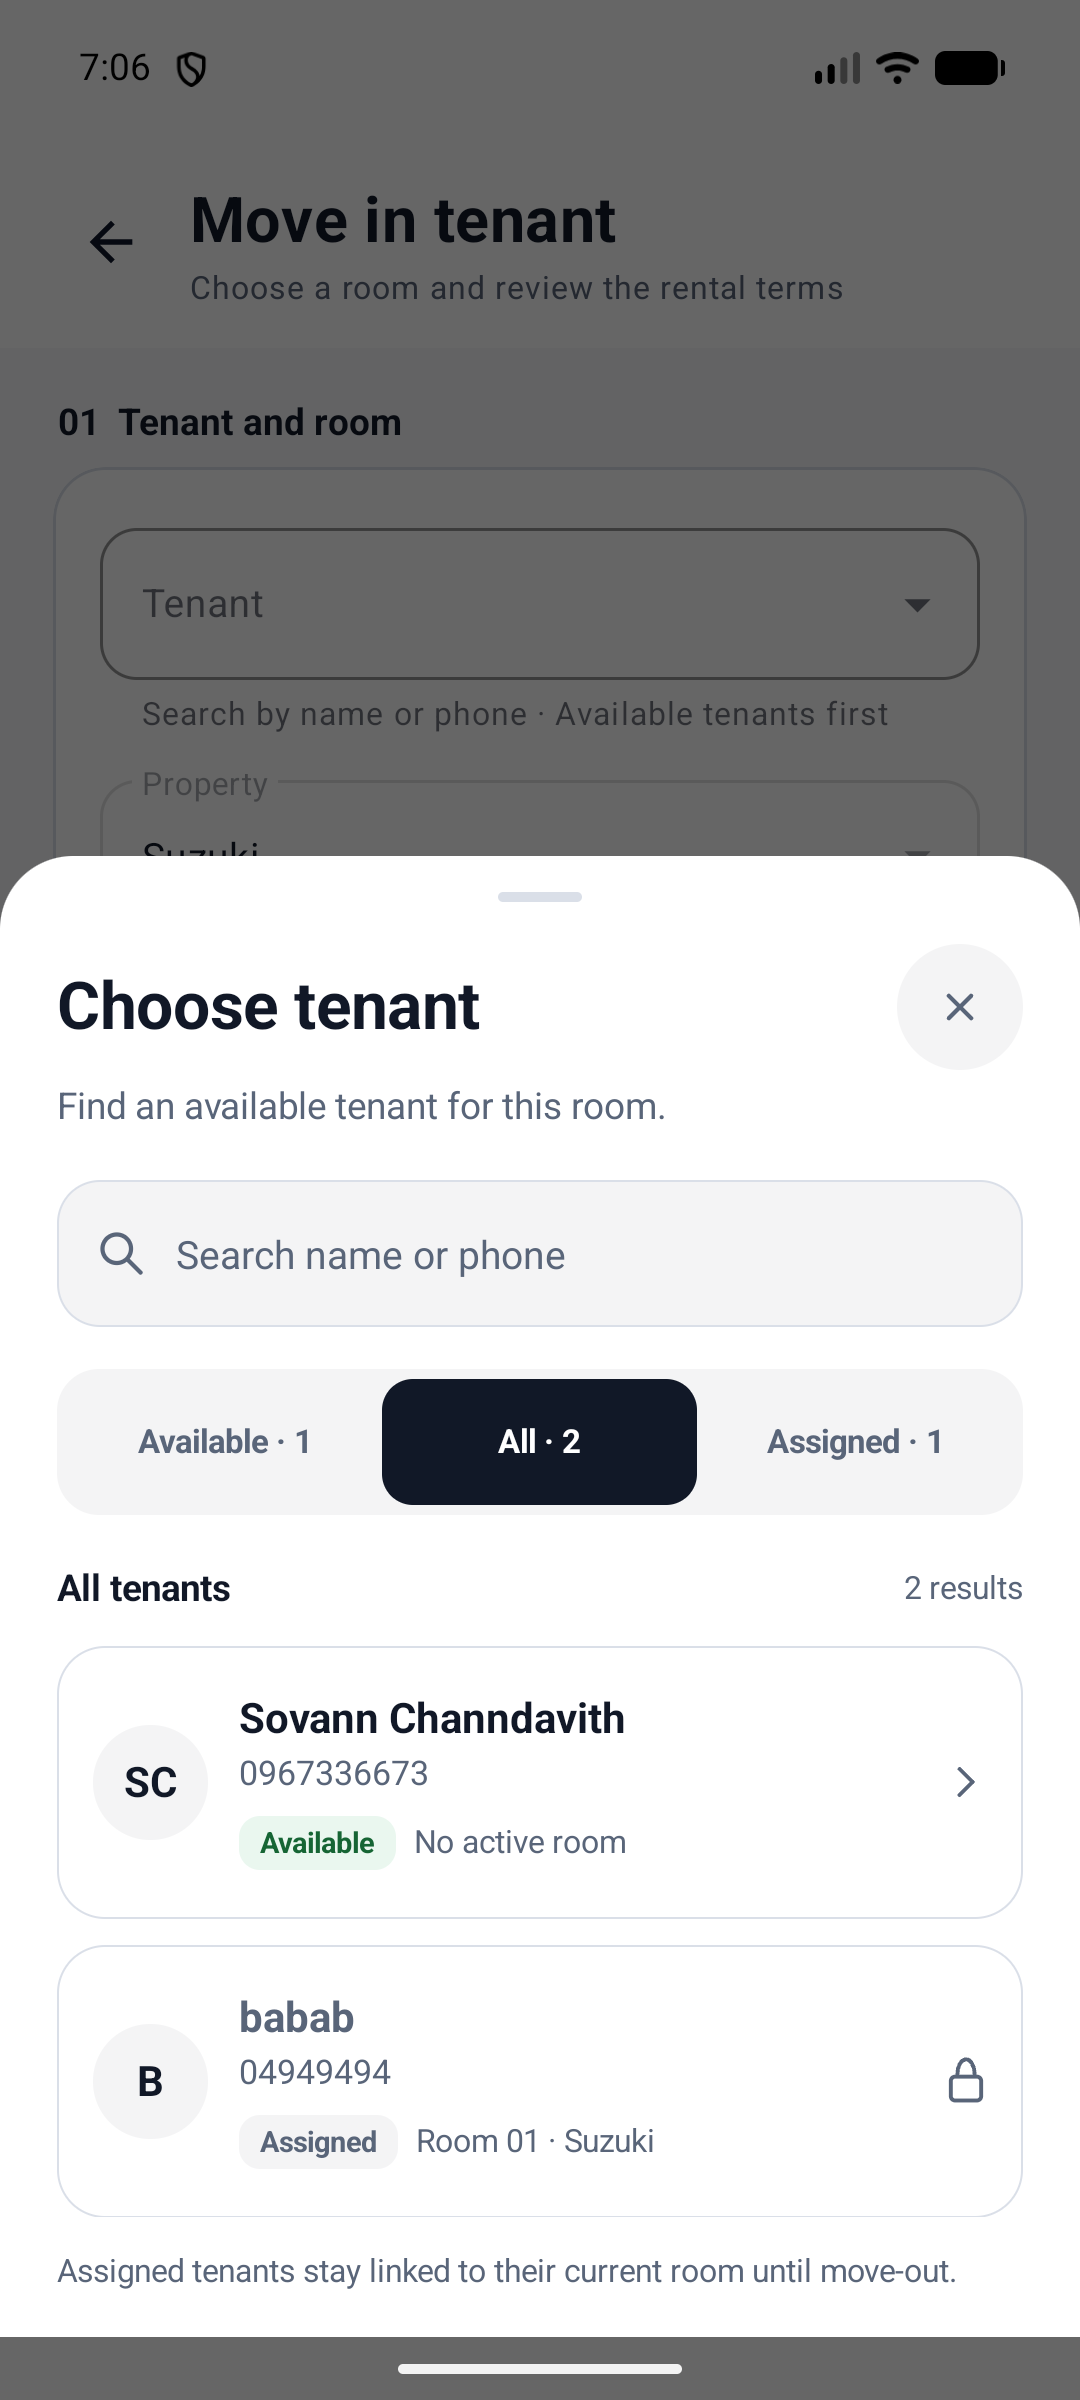 7:06
Move in tenant
Choose a room and review the rental terms
01 Tenant and room
Tenant
Search by name or phone · Available tenants first
Property
Suzuki
Choose tenant
Find an available tenant for this room.
Search name or phone
Available · 1
All · 2
Assigned · 1
All tenants
2 results
SC
Sovann Channdavith
0967336673
Available
No active room
B
babab
04949494
Assigned
Room 01 · Suzuki
Assigned tenants stay linked to their current room until move-out.